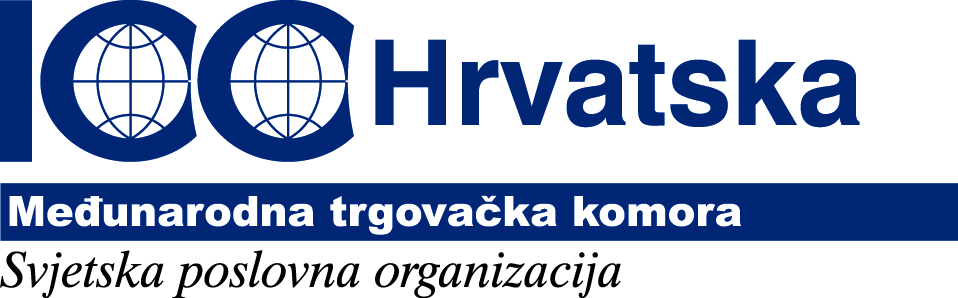 ICC Hrvatska
Međunarodna trgovačka komora
Svjetska poslovna organizacija